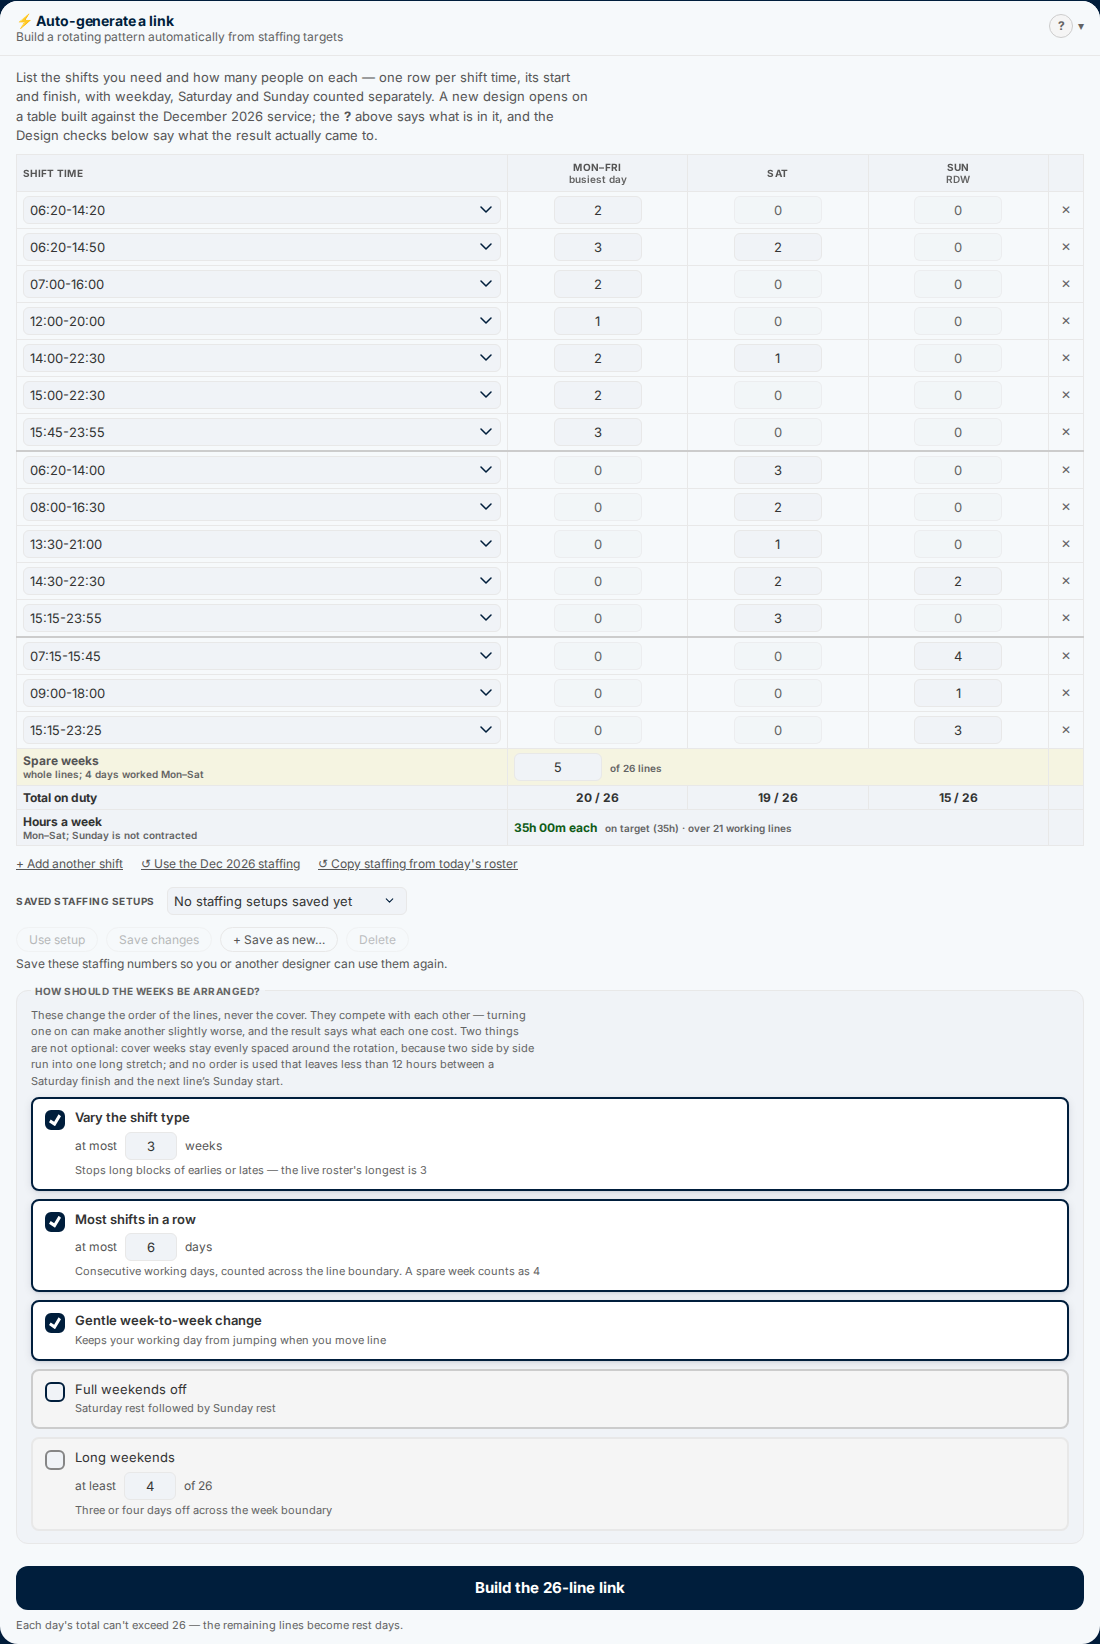 ⚡ Auto-generate a link
Build a rotating pattern automatically from staffing targets
? ▾
List the shifts you need and how many people on each — one row per shift time, its start
and finish, with weekday, Saturday and Sunday counted separately. A new design opens on
a table built against the December 2026 service; the ? above says what is in it, and the
Design checks below say what the result actually came to.
SHIFT TIME MON–FRI SAT SUN
busiest day RDW
06:20-14:20 2 0 0 ×
06:20-14:50 3 2 0 ×
07:00-16:00 2 0 0 ×
12:00-20:00 1 0 0 ×
14:00-22:30 2 1 0 ×
15:00-22:30 2 0 0 ×
15:45-23:55 3 0 0 ×
06:20-14:00 0 3 0 ×
08:00-16:30 0 2 0 ×
13:30-21:00 0 1 0 ×
14:30-22:30 0 2 2 ×
15:15-23:55 0 3 0 ×
07:15-15:45 0 0 4 ×
09:00-18:00 0 0 1 ×
15:15-23:25 0 0 3 ×
Spare weeks
whole lines; 4 days worked Mon–Sat
5 of 26 lines
Total on duty 20 / 26 19 / 26 15 / 26
Hours a week
Mon–Sat; Sunday is not contracted
35h 00m each on target (35h) · over 21 working lines
+ Add another shift ↺ Use the Dec 2026 staffing ↺ Copy staffing from today's roster
SAVED STAFFING SETUPS No staffing setups saved yet
Use setup Save changes + Save as new... Delete
Save these staffing numbers so you or another designer can use them again.
HOW SHOULD THE WEEKS BE ARRANGED?
These change the order of the lines, never the cover. They compete with each other — turning
one on can make another slightly worse, and the result says what each one cost. Two things
are not optional: cover weeks stay evenly spaced around the rotation, because two side by side
run into one long stretch; and no order is used that leaves less than 12 hours between a
Saturday finish and the next line's Sunday start.
Vary the shift type
at most 3 weeks
Stops long blocks of earlies or lates — the live roster's longest is 3
Most shifts in a row
at most 6 days
Consecutive working days, counted across the line boundary. A spare week counts as 4
Gentle week-to-week change
Keeps your working day from jumping when you move line
Full weekends off
Saturday rest followed by Sunday rest
Long weekends
at least 4 of 26
Three or four days off across the week boundary
Build the 26-line link
Each day's total can't exceed 26 — the remaining lines become rest days.